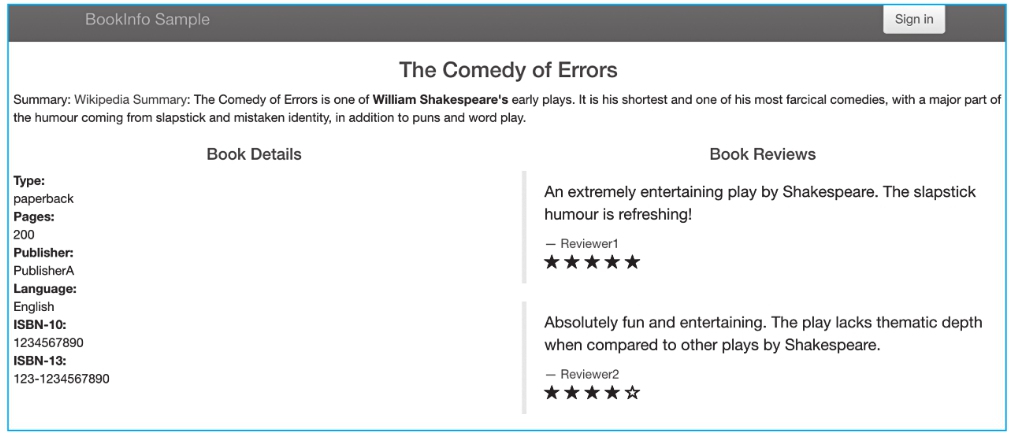 BookInfo Sample
Sign in
The Comedy of Errors
Summary: Wikipedia Summary: The Comedy of Errors is one of William Shakespeare's early plays. It is his shortest and one of his most farcical comedies, with a major part of
the humour coming from slapstick and mistaken identity, in addition to puns and word play.
Book Details
Type:
paperback
Pages:
200
Publisher:
PublisherA
Language:
English
ISBN-10:
1234567890
ISBN-13:
123-1234567890
Book Reviews
An extremely entertaining play by Shakespeare. The slapstick
humour is refreshing!
— Reviewer1
★★★★★
Absolutely fun and entertaining. The play lacks thematic depth
when compared to other plays by Shakespeare.
— Reviewer2
★★★★☆